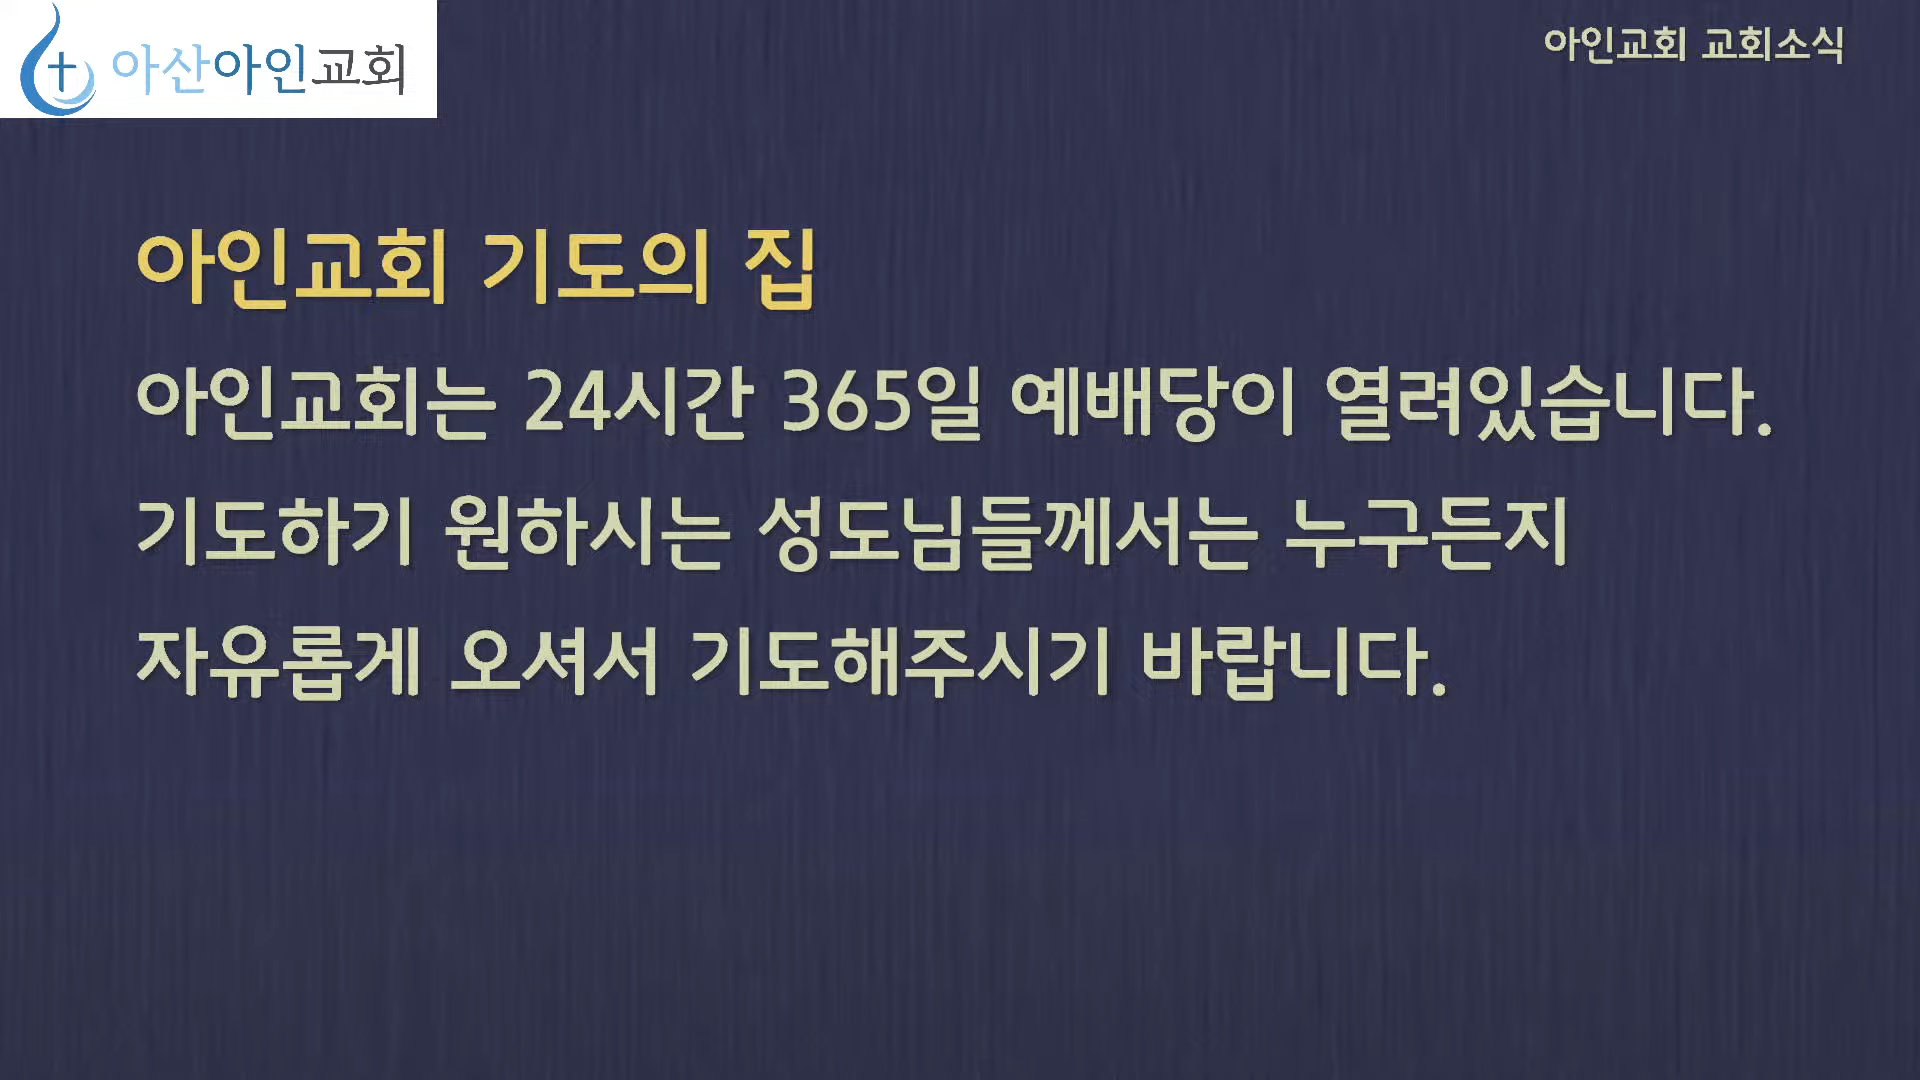 아산아인교회
아인교회 교회소식
아인교회 기도의 집
아인교회는 24시간 365일 예배당이 열려있습니다.
기도하기 원하시는 성도님들께서는 누구든지
자유롭게 오셔서 기도해주시기 바랍니다.